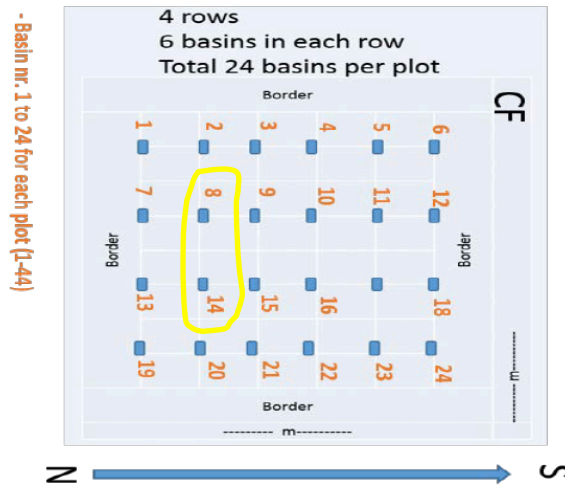 4 rows
6 basins in each row
Total 24 basins per plot
- Basin nr. 1 to 24 for each plot (1-44)
CF
Border
1 2 3 4 5 6
7 8 9 10 11 12
Border
Border
13 14 15 16 18
19 20 21 22 23 24
Border
--------- m-----------
--------- m---------
N S